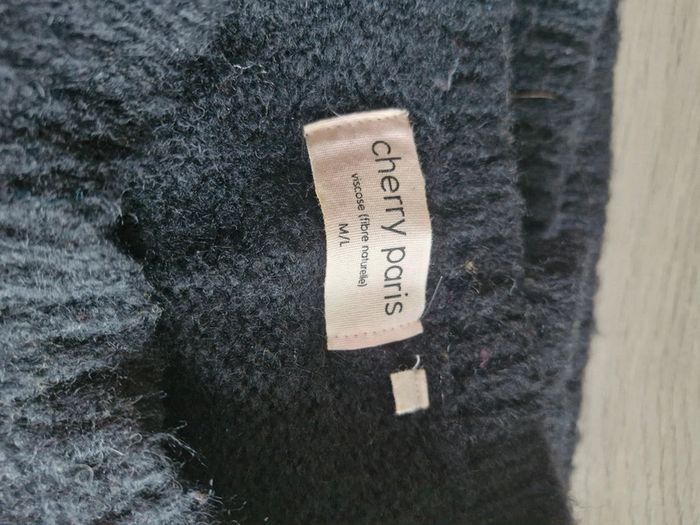 cherry paris
viscose (fibre naturelle)
M/L